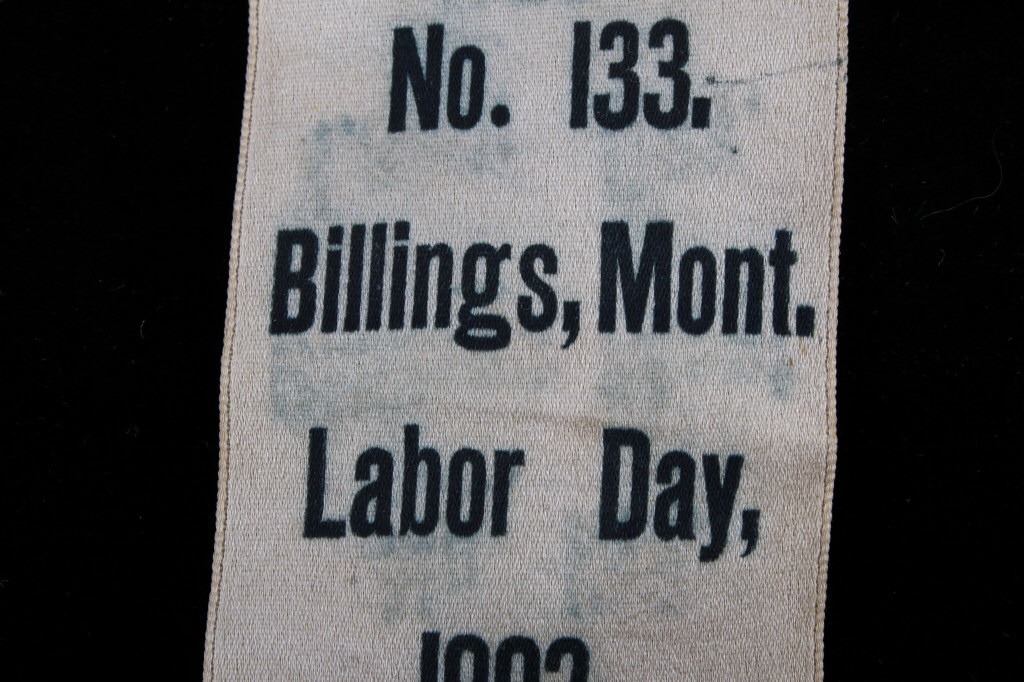 No. 133.
Billings, Mont.
Labor Day,